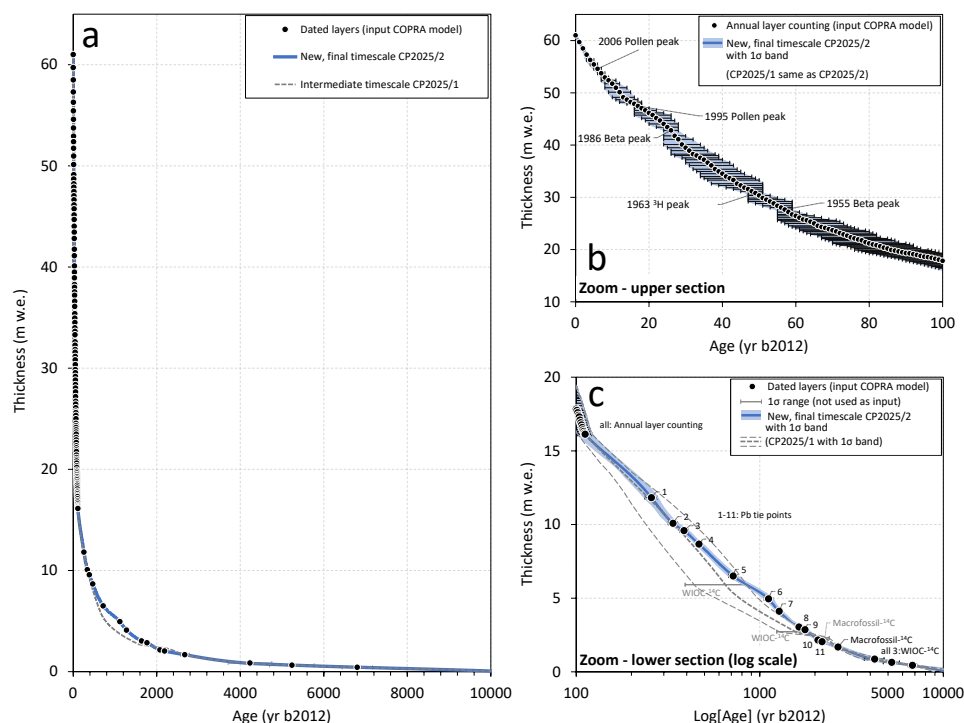 a
Dated layers (input COPRA model)
New, final timescale CP2025/2
Intermediate timescale CP2025/1
70
60
50
40
30
20
10
0
Thickness (m w.e.)
0
2000
4000
6000
8000
10000
Age (yr b2012)
b
Annual layer counting (input COPRA model)
New, final timescale CP2025/2
with 1σ band
(CP2025/1 same as CP2025/2)
2006 Pollen peak
1995 Pollen peak
1986 Beta peak
1963 ³H peak
1955 Beta peak
Zoom - upper section
60
50
40
30
20
10
Thickness (m w.e.)
0
20
40
60
80
100
Age (yr b2012)
c
Dated layers (input COPRA model)
1σ range (not used as input)
New, final timescale CP2025/2
with 1σ band
(CP2025/1 with 1σ band)
all: Annual layer counting
1-11: Pb tie points
1
2
3
4
5
6
7
8
9
10
11
WIOC-¹⁴C
WIOC-¹⁴C
Macrofossil-¹⁴C
Macrofossil-¹⁴C
all 3:WIOC-¹⁴C
Zoom - lower section (log scale)
20
15
10
5
0
Thickness (m w.e.)
100
1000
10000
Log[Age] (yr b2012)